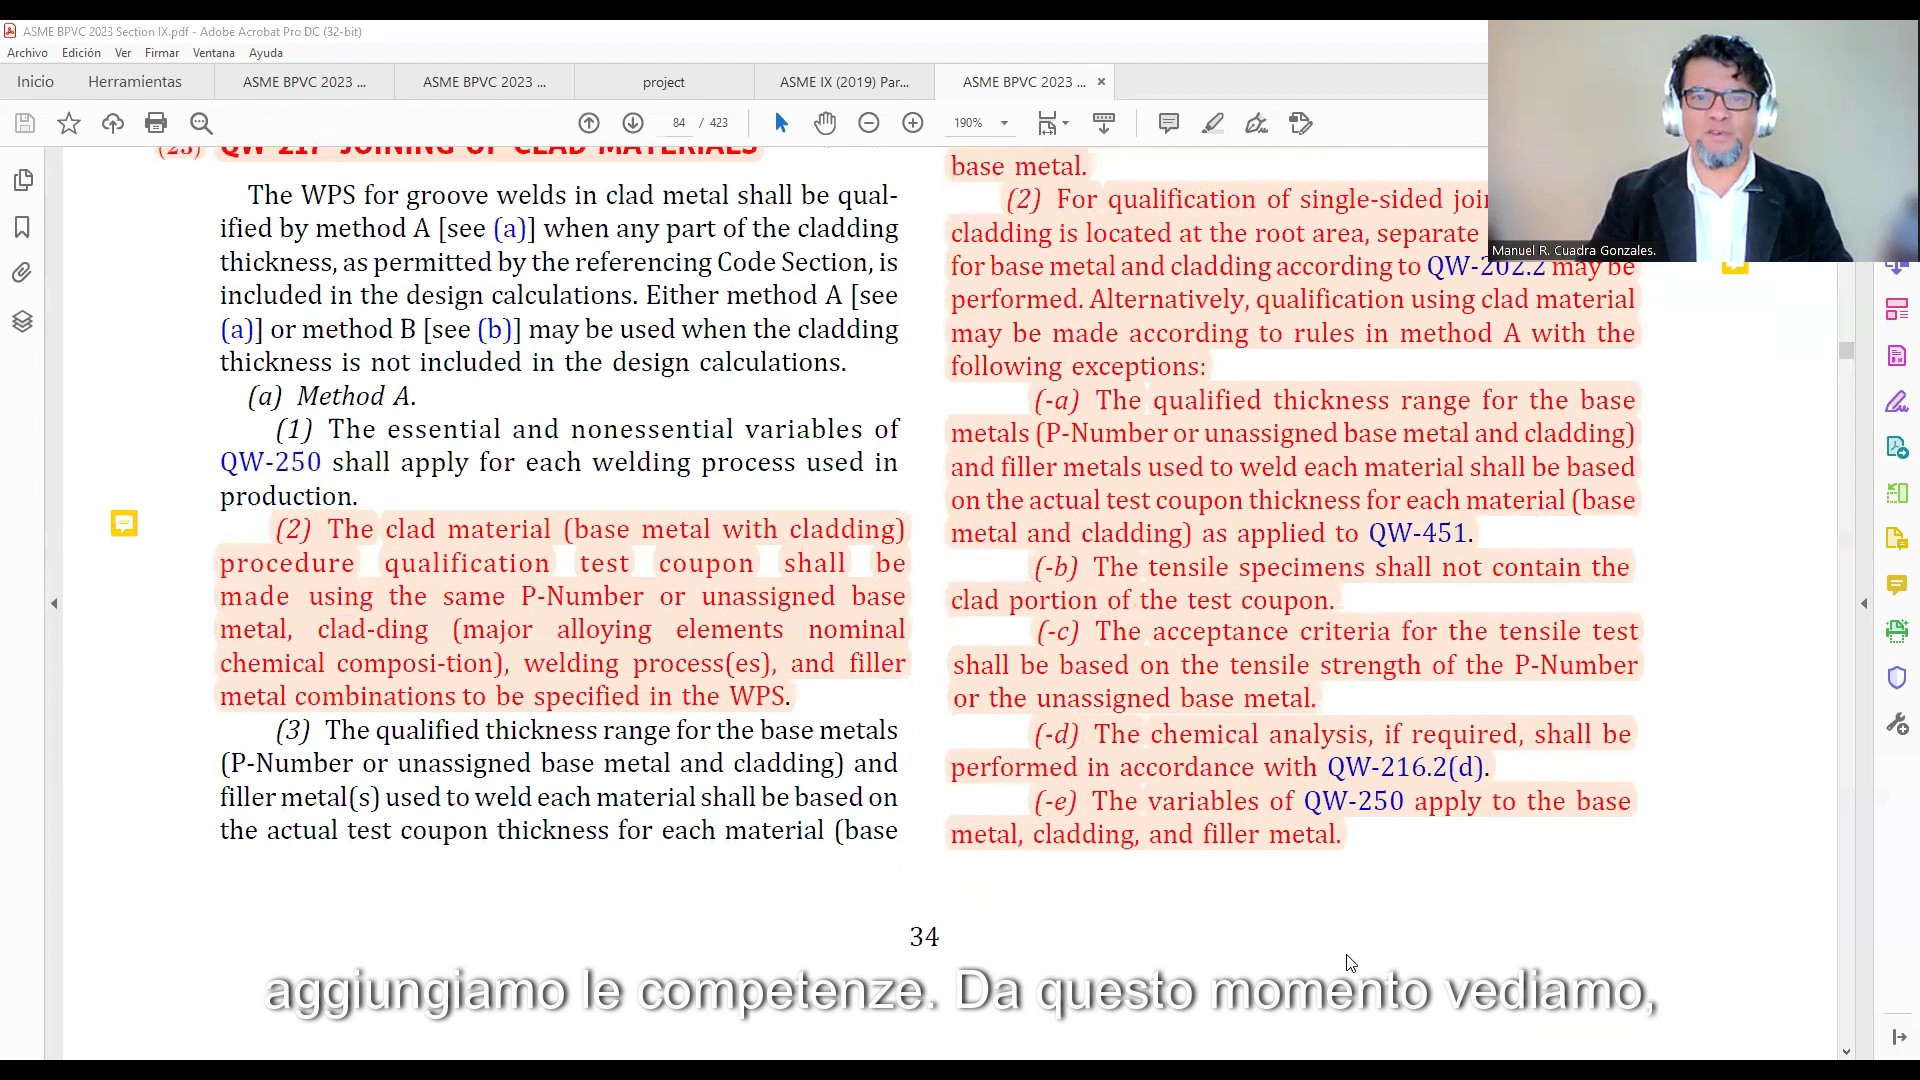 ASME BPVC 2023 Section IX.pdf - Adobe Acrobat Pro DC (32-bit)
Archivo Edición Ver Firmar Ventana Ayuda
Inicio Herramientas ASME BPVC 2023 ... ASME BPVC 2023 ... project ASME IX (2019) Par... ASME BPVC 2023 ... ×
84 / 423 190%
(23) QW-217 JOINING OF CLAD MATERIALS
The WPS for groove welds in clad metal shall be qual-
ified by method A [see (a)] when any part of the cladding
thickness, as permitted by the referencing Code Section, is
included in the design calculations. Either method A [see
(a)] or method B [see (b)] may be used when the cladding
thickness is not included in the design calculations.
(a) Method A.
(1) The essential and nonessential variables of
QW-250 shall apply for each welding process used in
production.
(2) The clad material (base metal with cladding)
procedure qualification test coupon shall be
made using the same P-Number or unassigned base
metal, clad-ding (major alloying elements nominal
chemical composi-tion), welding process(es), and filler
metal combinations to be specified in the WPS.
(3) The qualified thickness range for the base metals
(P-Number or unassigned base metal and cladding) and
filler metal(s) used to weld each material shall be based on
the actual test coupon thickness for each material (base
base metal.
(2) For qualification of single-sided
cladding is located at the root area, separate
for base metal and cladding according to QW-202.2 may be
performed. Alternatively, qualification using clad material
may be made according to rules in method A with the
following exceptions:
(-a) The qualified thickness range for the base
metals (P-Number or unassigned base metal and cladding)
and filler metals used to weld each material shall be based
on the actual test coupon thickness for each material (base
metal and cladding) as applied to QW-451.
(-b) The tensile specimens shall not contain the
clad portion of the test coupon.
(-c) The acceptance criteria for the tensile test
shall be based on the tensile strength of the P-Number
or the unassigned base metal.
(-d) The chemical analysis, if required, shall be
performed in accordance with QW-216.2(d).
(-e) The variables of QW-250 apply to the base
metal, cladding, and filler metal.
34
Manuel R. Cuadra Gonzales.
aggiungiamo le competenze. Da questo momento vediamo,